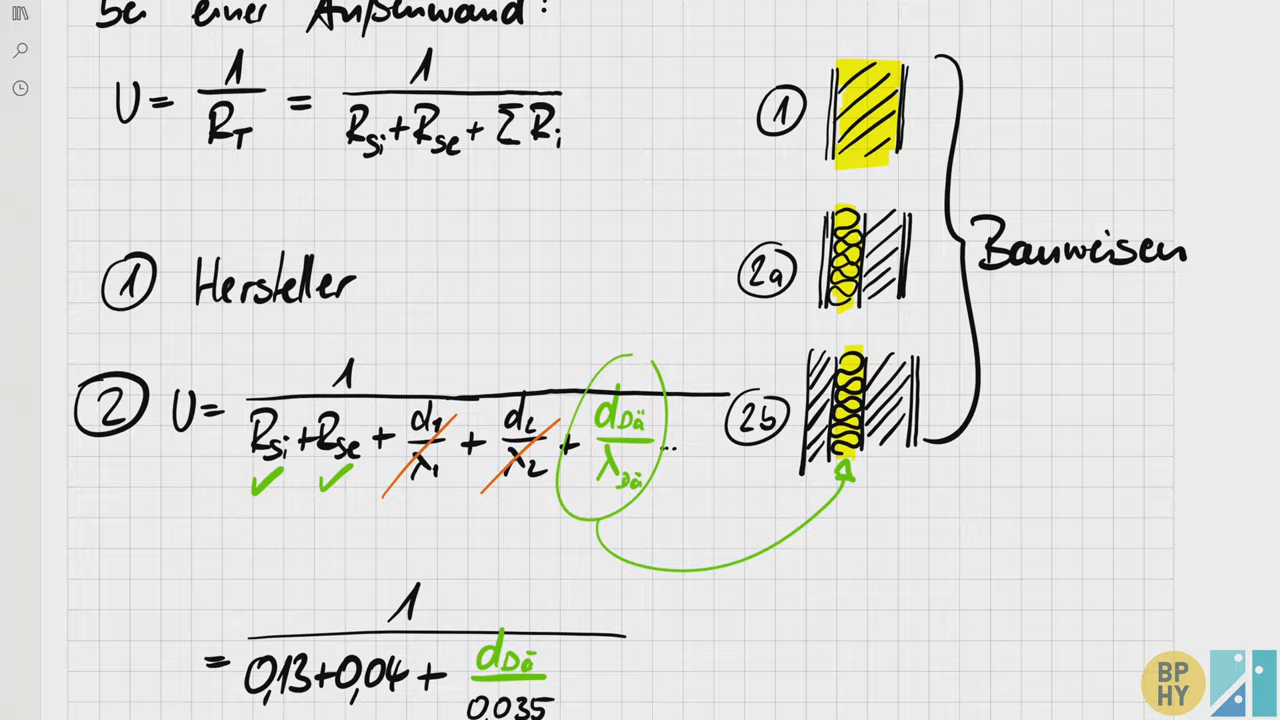 bei einer Außenwand:
U = 1/R_T = 1/(R_si + R_se + Σ R_i)
① Hersteller
② U = 1/(R_si + R_se + d_1/λ_1 + d_2/λ_2 + d_Dä/λ_Dä ...
= 1/(0,13 + 0,04 + d_Dä/0,035
①
2a
2b
Bauweisen
BP
HY